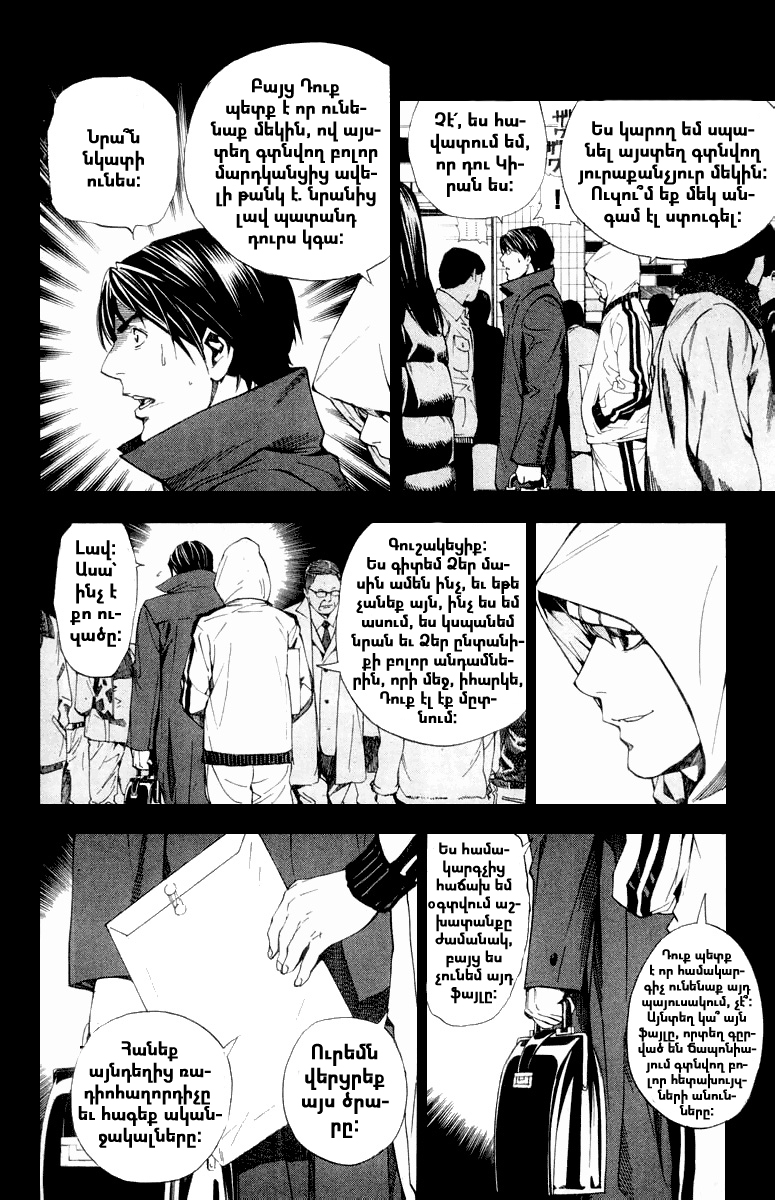 Ես կարող եմ սպա-
նել այստեղ գտնվող
յուրաքանչյուր մեկին:
Ուզու՞մ եք մեկ ան-
գամ էլ ստուգել:
Չէ՛, ես հա-
վատում եմ,
որ դու Կի-
րան ես:
!
ザワ
ザワ
Բայց Դուք
պետք է որ ունե-
նաք մեկին, ով այս-
տեղ գտնվող բոլոր
մարդկանցից ավե-
լի թանկ է. նրանից
լավ պատանդ
դուրս կգա:
Նրա՞ն
նկատի
ունես:
Գուշակեցիք:
Ես գիտեմ Ձեր մա-
սին ամեն ինչ, եւ եթե
չանեք այն, ինչ ես եմ
ասում, ես կսպանեմ
նրան եւ Ձեր ընտանի-
քի բոլոր անդամնե-
րին, որի մեջ, իհարկե,
Դուք էլ էք մըտ-
նում:
Լավ:
Ասա՝
ինչ է
քո ու-
զածը:
Դուք պետք
է որ համակար-
գիչ ունենաք այդ
պայուսակում, չէ՞:
Այնտեղ կա՞ այն
ֆայլը, որտեղ գըր-
ված են Ճապոնիա-
յում գտնվող բո-
լոր հետախույզ-
ների անուն-
ները:
Ես համա-
կարգչից
հաճախ եմ
օգտվում աշ-
խատանքը
ժամանակ,
բայց ես
չունեմ այդ
ֆայլը:
Ուրեմն
վերցրեք
այս ծրա-
րը:
Հանեք
այնդեղից ռա-
դիոհաղորդիչը
եւ հագեք ական-
ջակալները: